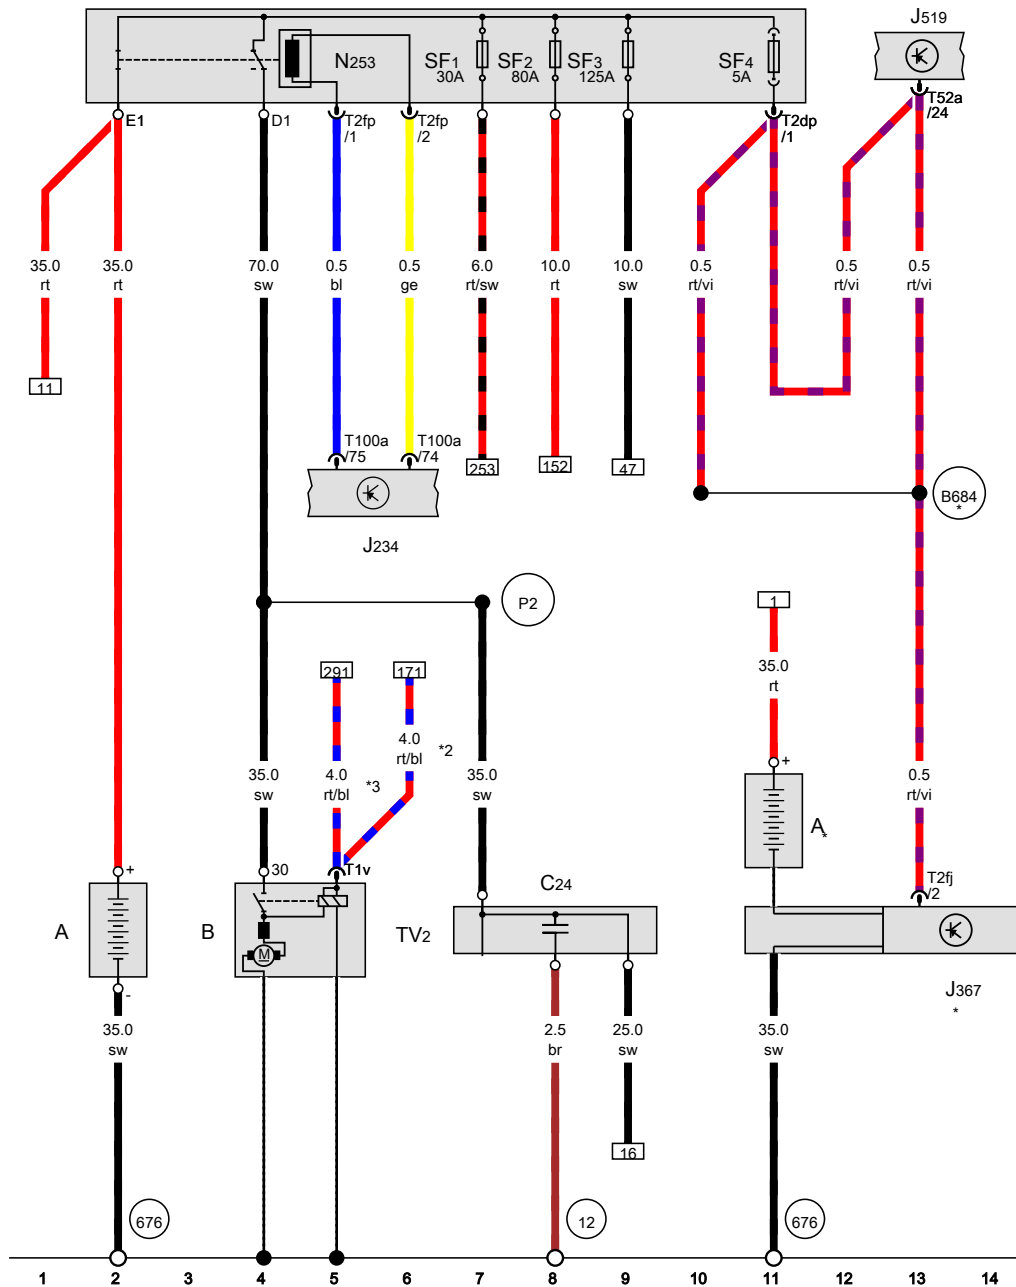 J519
N253
SF1
30A
SF2
80A
SF3
125A
SF4
5A
E1
D1
T2fp
/1
T2fp
/2
T2dp
/1
T52a
/24
35.0
rt
35.0
rt
70.0
sw
0.5
bl
0.5
ge
6.0
rt/sw
10.0
rt
10.0
sw
0.5
rt/vi
0.5
rt/vi
0.5
rt/vi
11
T100a
/75
T100a
/74
253
152
47
B684
*
J234
P2
1
35.0
rt
291
171
4.0
rt/bl
*2
35.0
sw
4.0
rt/bl
*3
35.0
sw
+
0.5
rt/vi
A*
+
30
T1v
C24
T2fj
/2
A
B
M
TV2
-
J367
*
35.0
sw
2.5
br
25.0
sw
35.0
sw
16
676
12
676
1 2 3 4 5 6 7 8 9 10 11 12 13 14